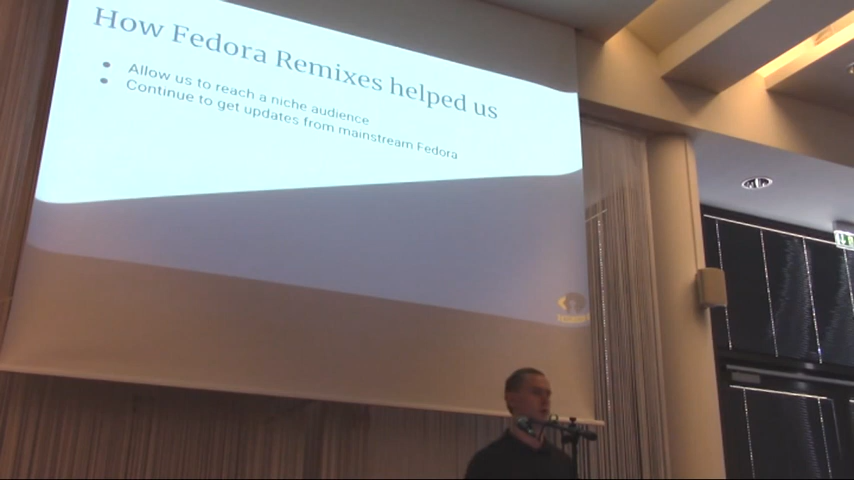 How Fedora Remixes helped us
Allow us to reach a niche audience
Continue to get updates from mainstream Fedora